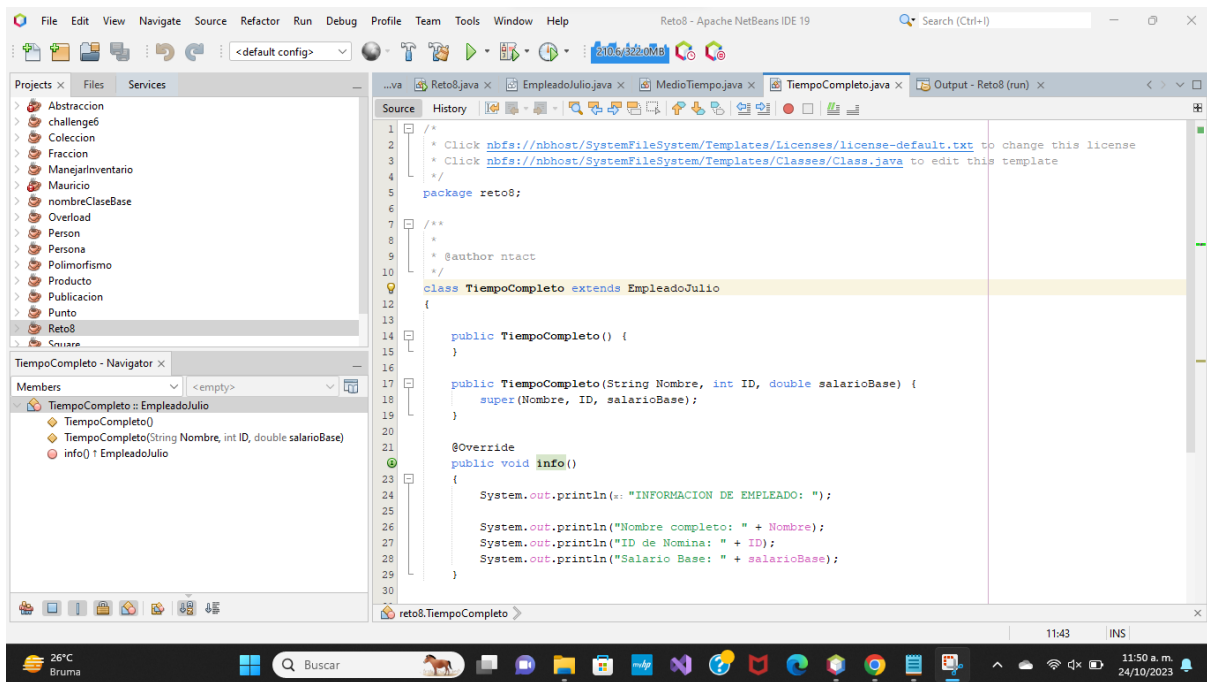 File Edit View Navigate Source Refactor Run Debug Profile Team Tools Window Help Reto8 - Apache NetBeans IDE 19 Search (Ctrl+I)
<default config> 210.6/322.0MB
Projects Files Services
Abstraccion
challenge6
Coleccion
Fraccion
ManejarInventario
Mauricio
nombreClaseBase
Overload
Person
Persona
Polimorfismo
Producto
Publicacion
Punto
Reto8
Square
TiempoCompleto - Navigator
Members <empty>
TiempoCompleto :: EmpleadoJulio
TiempoCompleto()
TiempoCompleto(String Nombre, int ID, double salarioBase)
info() ↑ EmpleadoJulio
...va Reto8.java EmpleadoJulio.java MedioTiempo.java TiempoCompleto.java Output - Reto8 (run)
Source History
1 /*
2 * Click nbfs://nbhost/SystemFileSystem/Templates/Licenses/license-default.txt to change this license
3 * Click nbfs://nbhost/SystemFileSystem/Templates/Classes/Class.java to edit this template
4 */
5 package reto8;
6
7 /**
8 *
9 * @author ntact
10 */
class TiempoCompleto extends EmpleadoJulio
12 {
13
14 public TiempoCompleto() {
15 }
16
17 public TiempoCompleto(String Nombre, int ID, double salarioBase) {
18 super(Nombre, ID, salarioBase);
19 }
20
21 @Override
public void info()
23 {
24 System.out.println(x: "INFORMACION DE EMPLEADO: ");
25
26 System.out.println("Nombre completo: " + Nombre);
27 System.out.println("ID de Nomina: " + ID);
28 System.out.println("Salario Base: " + salarioBase);
29 }
30
reto8.TiempoCompleto
11:43 INS
26°C
Bruma
Buscar
mhp
11:50 a. m.
24/10/2023